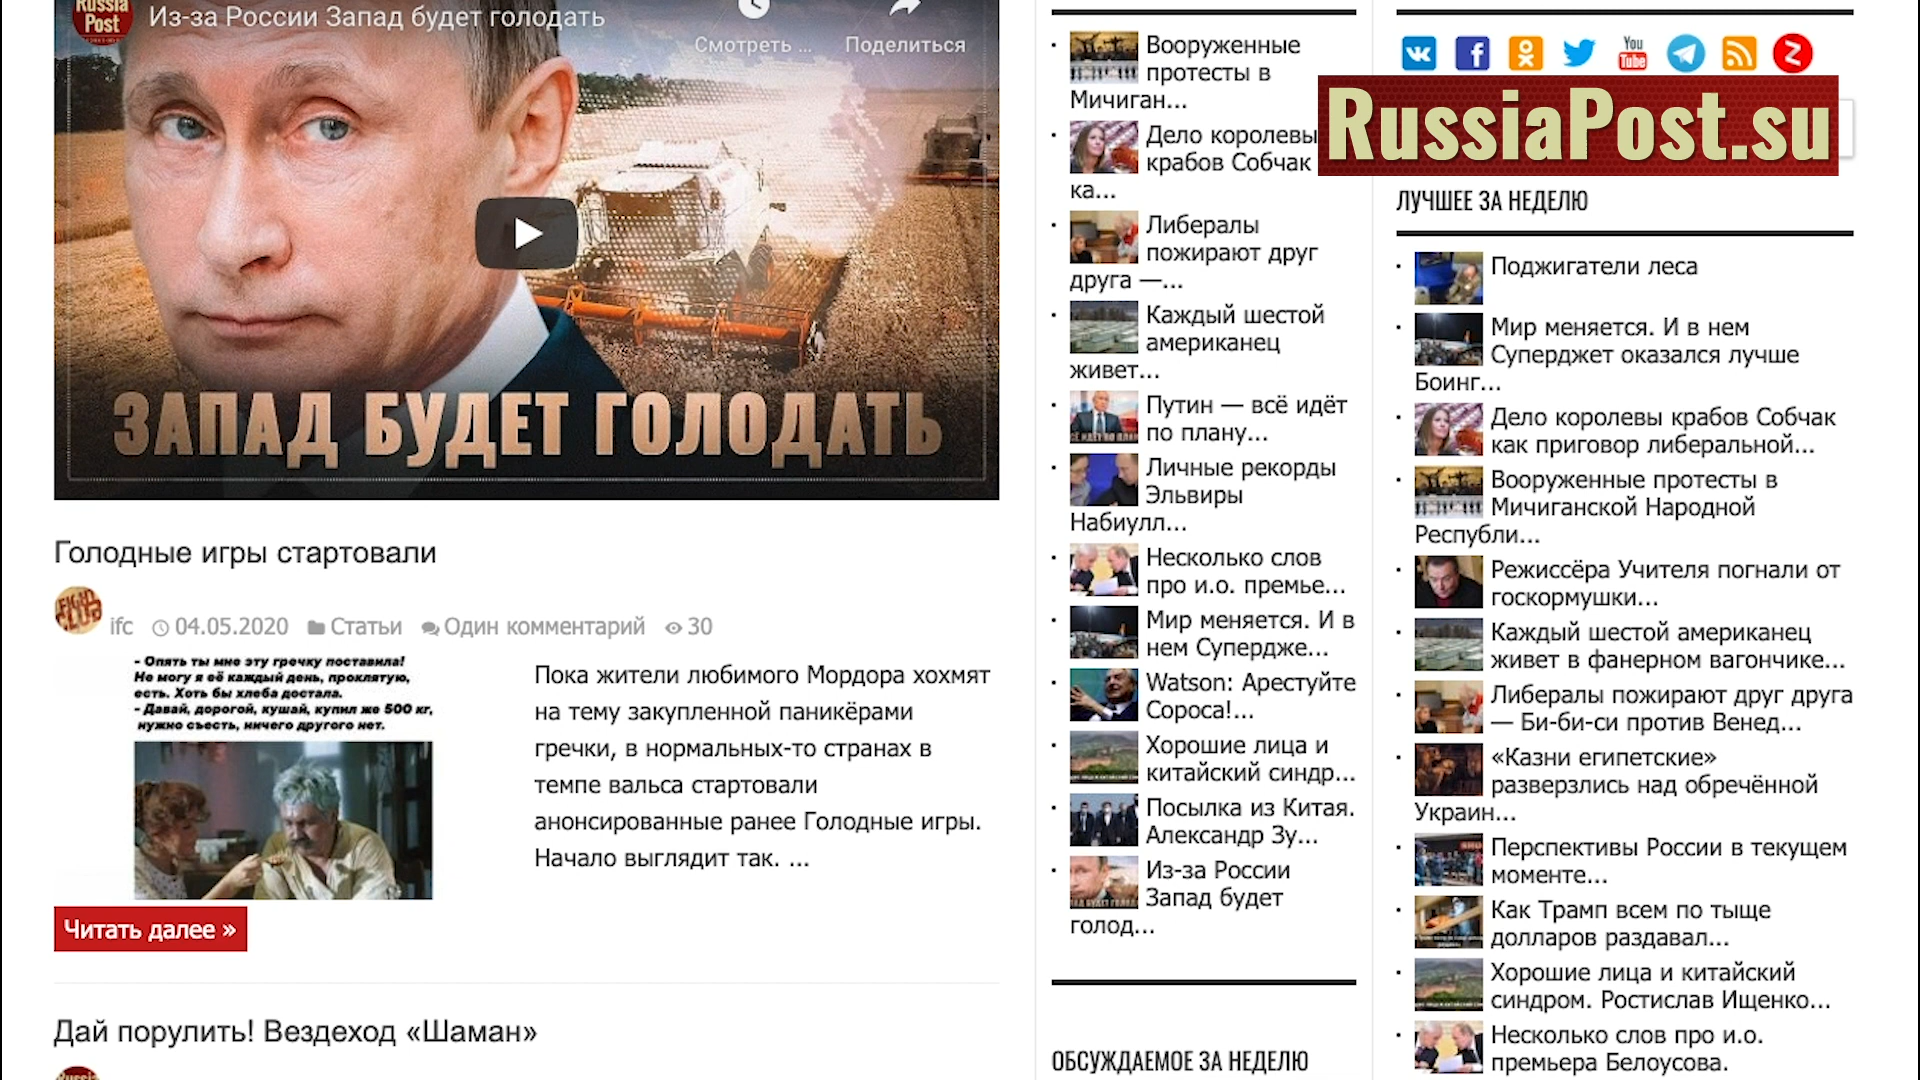 Russia
Post
Из-за России Запад будет голодать
Смотреть ...
Поделиться
ЗАПАД БУДЕТ ГОЛОДАТЬ
Голодные игры стартовали
ifc 04.05.2020 Статьи Один комментарий 30
- Опять ты мне эту гречку поставила!
Не могу я её каждый день, проклятую,
есть. Хоть бы хлеба достала.
- Давай, дорогой, кушай, купил же 500 кг,
нужно съесть, ничего другого нет.
Пока жители любимого Мордора хохмят
на тему закупленной паникёрами
гречки, в нормальных-то странах в
темпе вальса стартовали
анонсированные ранее Голодные игры.
Начало выглядит так. ...
Читать далее »
Дай порулить! Вездеход «Шаман»
Вооруженные
протесты в
Мичиган...
Дело королевы
крабов Собчак
ка...
Либералы
пожирают друг
друга —...
Каждый шестой
американец
живет...
Путин — всё идёт
по плану...
Личные рекорды
Эльвиры
Набиулл...
Несколько слов
про и.о. премье...
Мир меняется. И в
нем Супердже...
Watson: Арестуйте
Сороса!...
Хорошие лица и
китайский синдр...
Посылка из Китая.
Александр Зу...
Из-за России
Запад будет
голод...
ОБСУЖДАЕМОЕ ЗА НЕДЕЛЮ
You
Tube
RussiaPost.su
ЛУЧШЕЕ ЗА НЕДЕЛЮ
Поджигатели леса
Мир меняется. И в нем
Суперджет оказался лучше
Боинг...
Дело королевы крабов Собчак
как приговор либеральной...
Вооруженные протесты в
Мичиганской Народной
Республи...
Режиссёра Учителя погнали от
госкормушки...
Каждый шестой американец
живет в фанерном вагончике...
Либералы пожирают друг друга
— Би-би-си против Венед...
«Казни египетские»
разверзлись над обречённой
Украин...
Перспективы России в текущем
моменте...
Как Трамп всем по тыще
долларов раздавал...
Хорошие лица и китайский
синдром. Ростислав Ищенко...
Несколько слов про и.о.
премьера Белоусова.